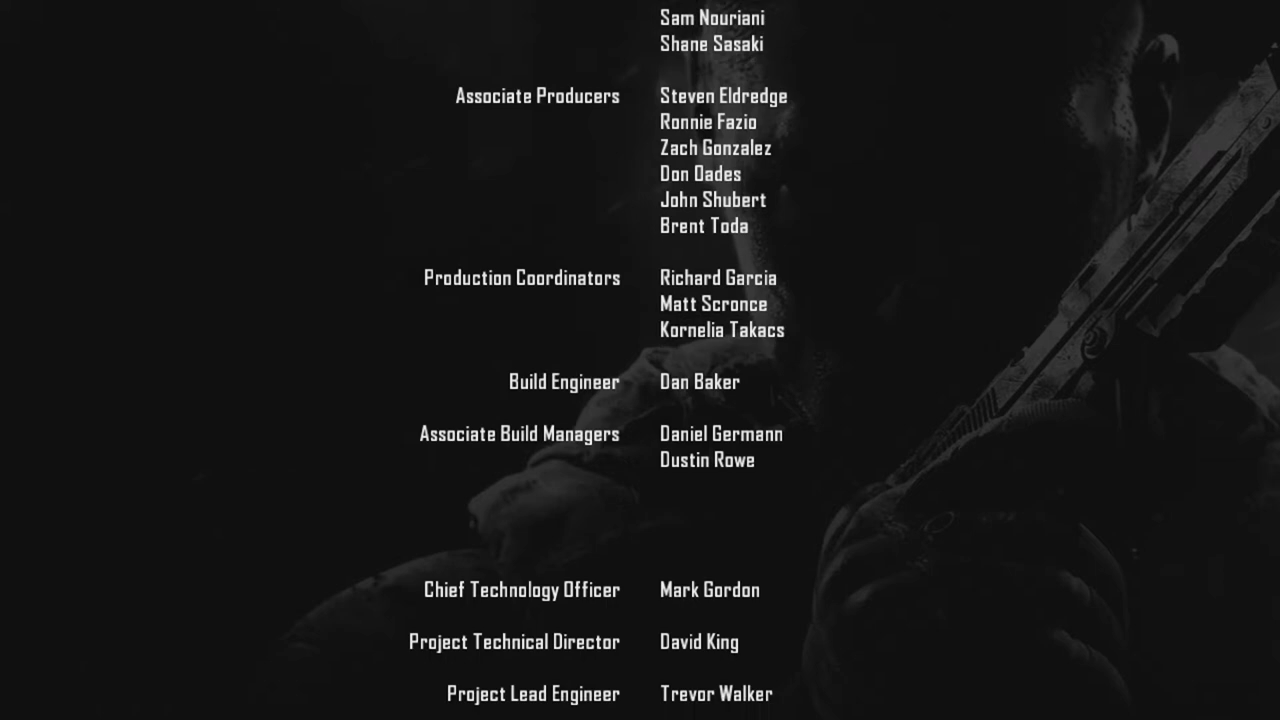 Sam Nouriani
Shane Sasaki
Associate Producers Steven Eldredge
Ronnie Fazio
Zach Gonzalez
Don Oades
John Shubert
Brent Toda
Production Coordinators Richard Garcia
Matt Scronce
Kornelia Takacs
Build Engineer Dan Baker
Associate Build Managers Daniel Germann
Dustin Rowe
Chief Technology Officer Mark Gordon
Project Technical Director David King
Project Lead Engineer Trevor Walker